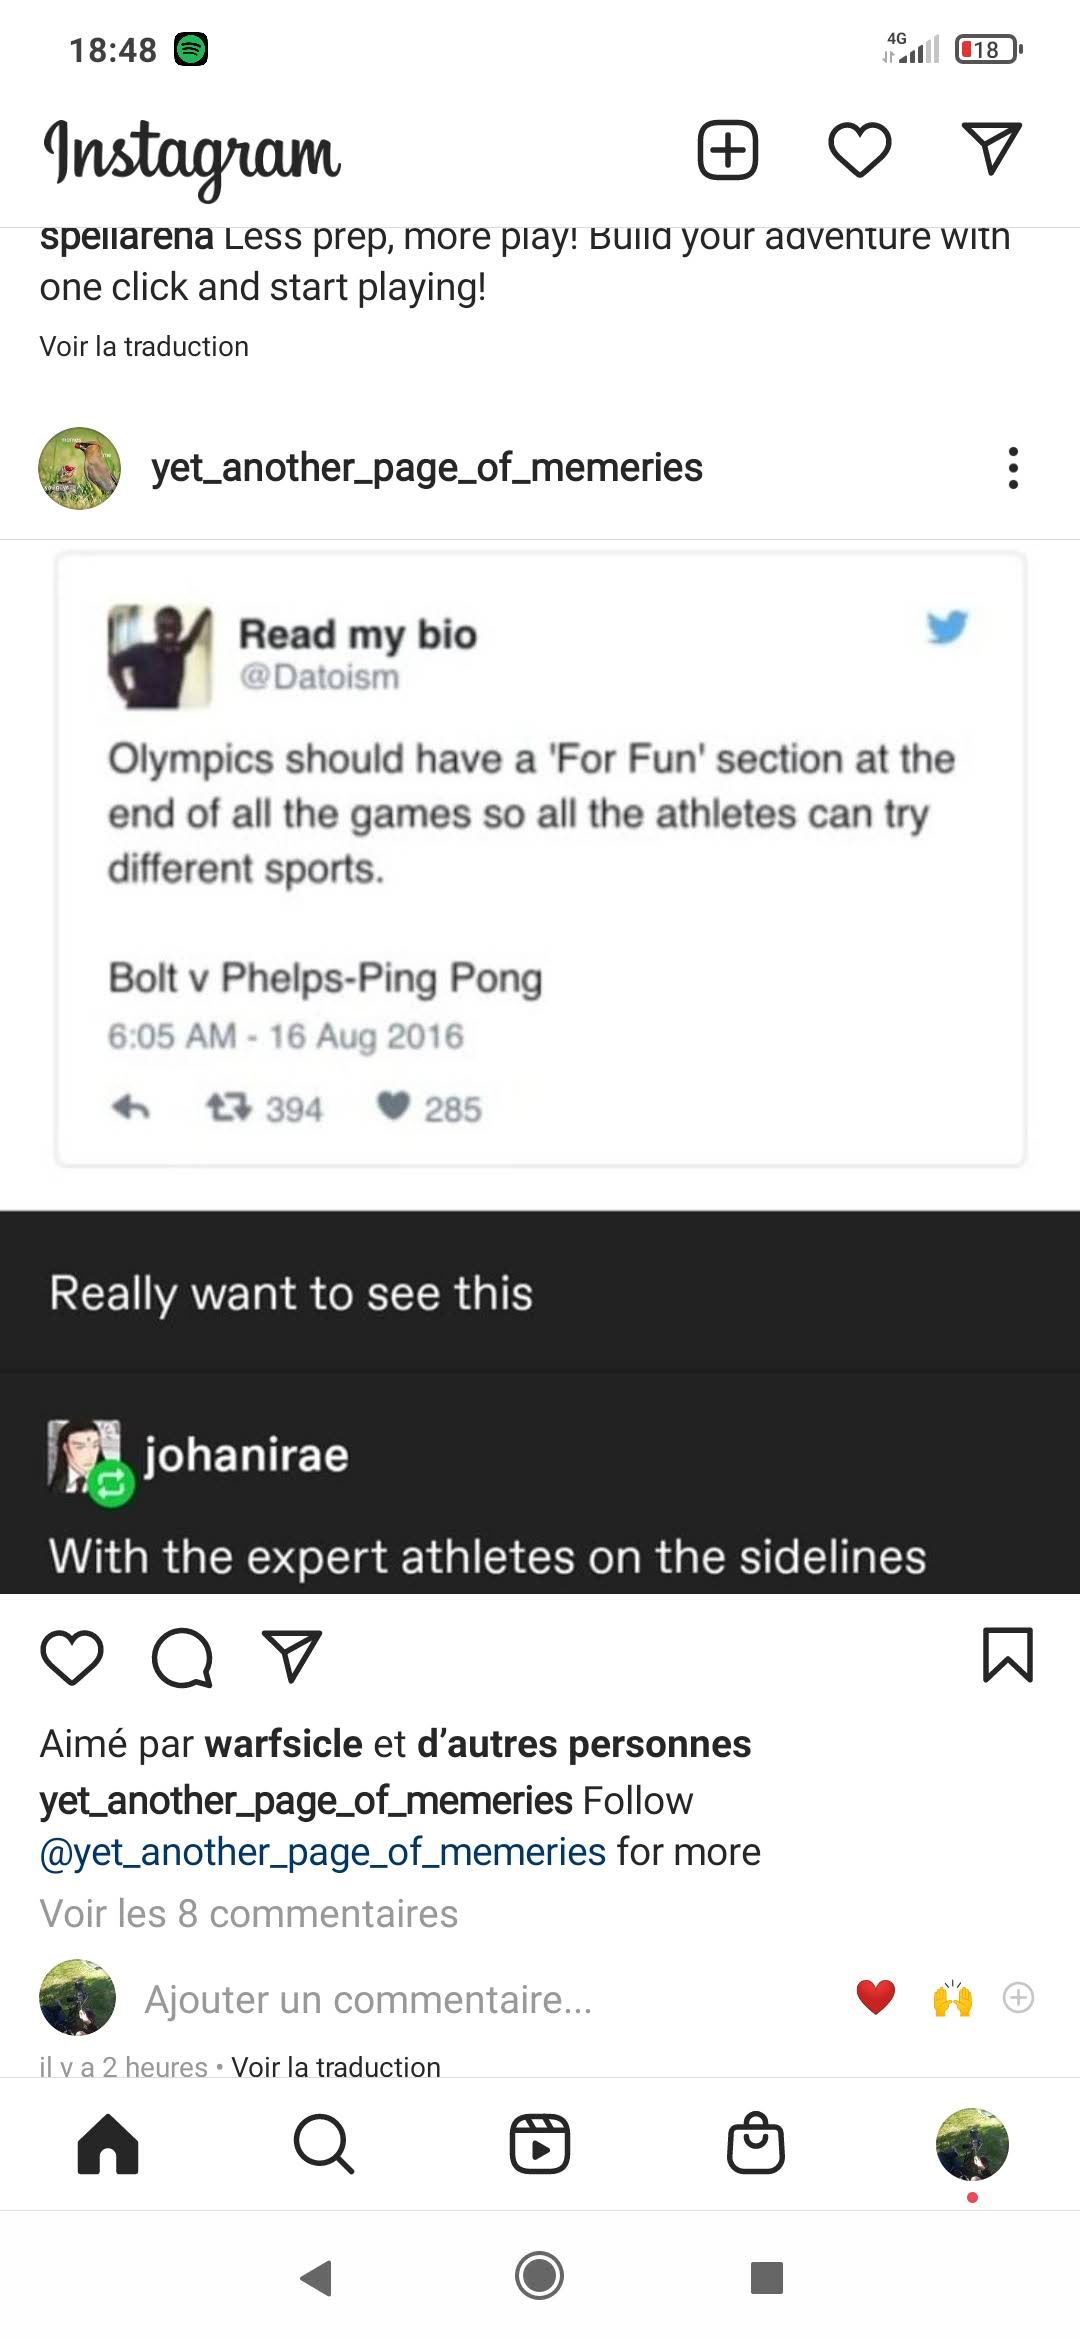 18:48
4G
18
Instagram
spellarena Less prep, more play! Build your adventure with
one click and start playing!
Voir la traduction
yet_another_page_of_memeries
Read my bio
@Datoism
Olympics should have a 'For Fun' section at the
end of all the games so all the athletes can try
different sports.
Bolt v Phelps-Ping Pong
6:05 AM - 16 Aug 2016
394 285
Really want to see this
johanirae
With the expert athletes on the sidelines
Aimé par warfsicle et d’autres personnes
yet_another_page_of_memeries Follow
@yet_another_page_of_memeries for more
Voir les 8 commentaires
Ajouter un commentaire...
il y a 2 heures • Voir la traduction